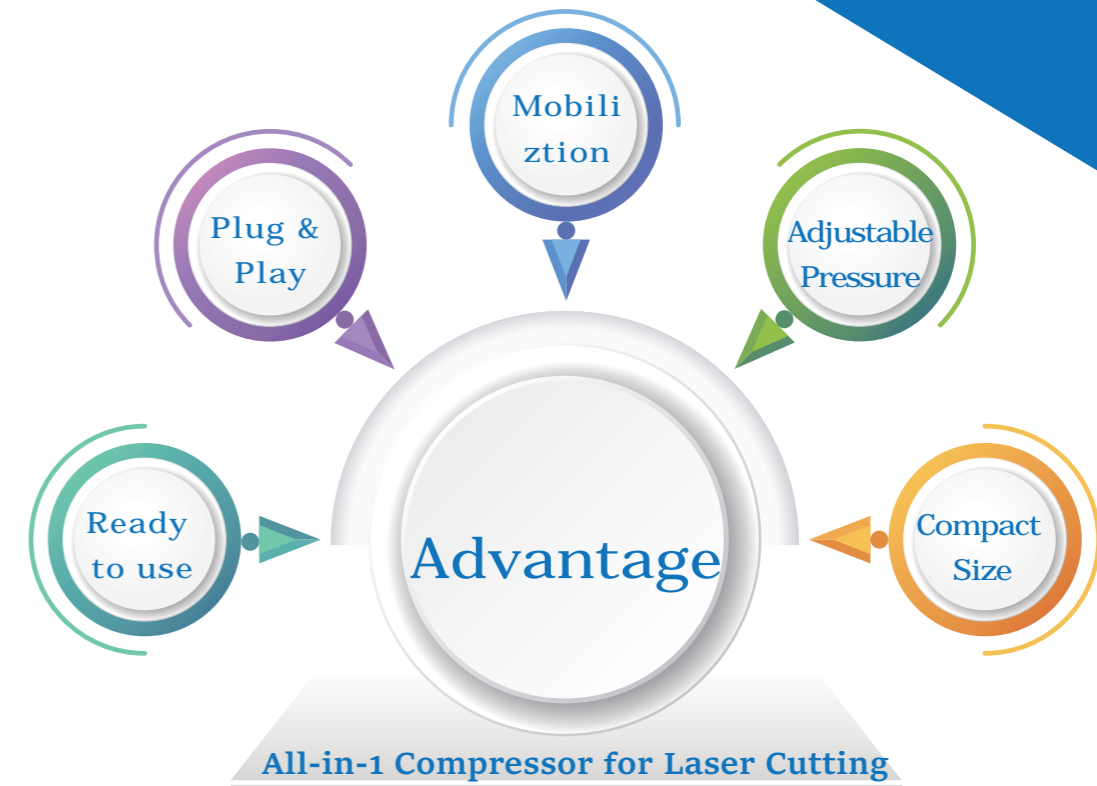 Mobili
ztion
Plug &
Play
Adjustable
Pressure
Ready
to use
Advantage
Compact
Size
All-in-1 Compressor for Laser Cutting